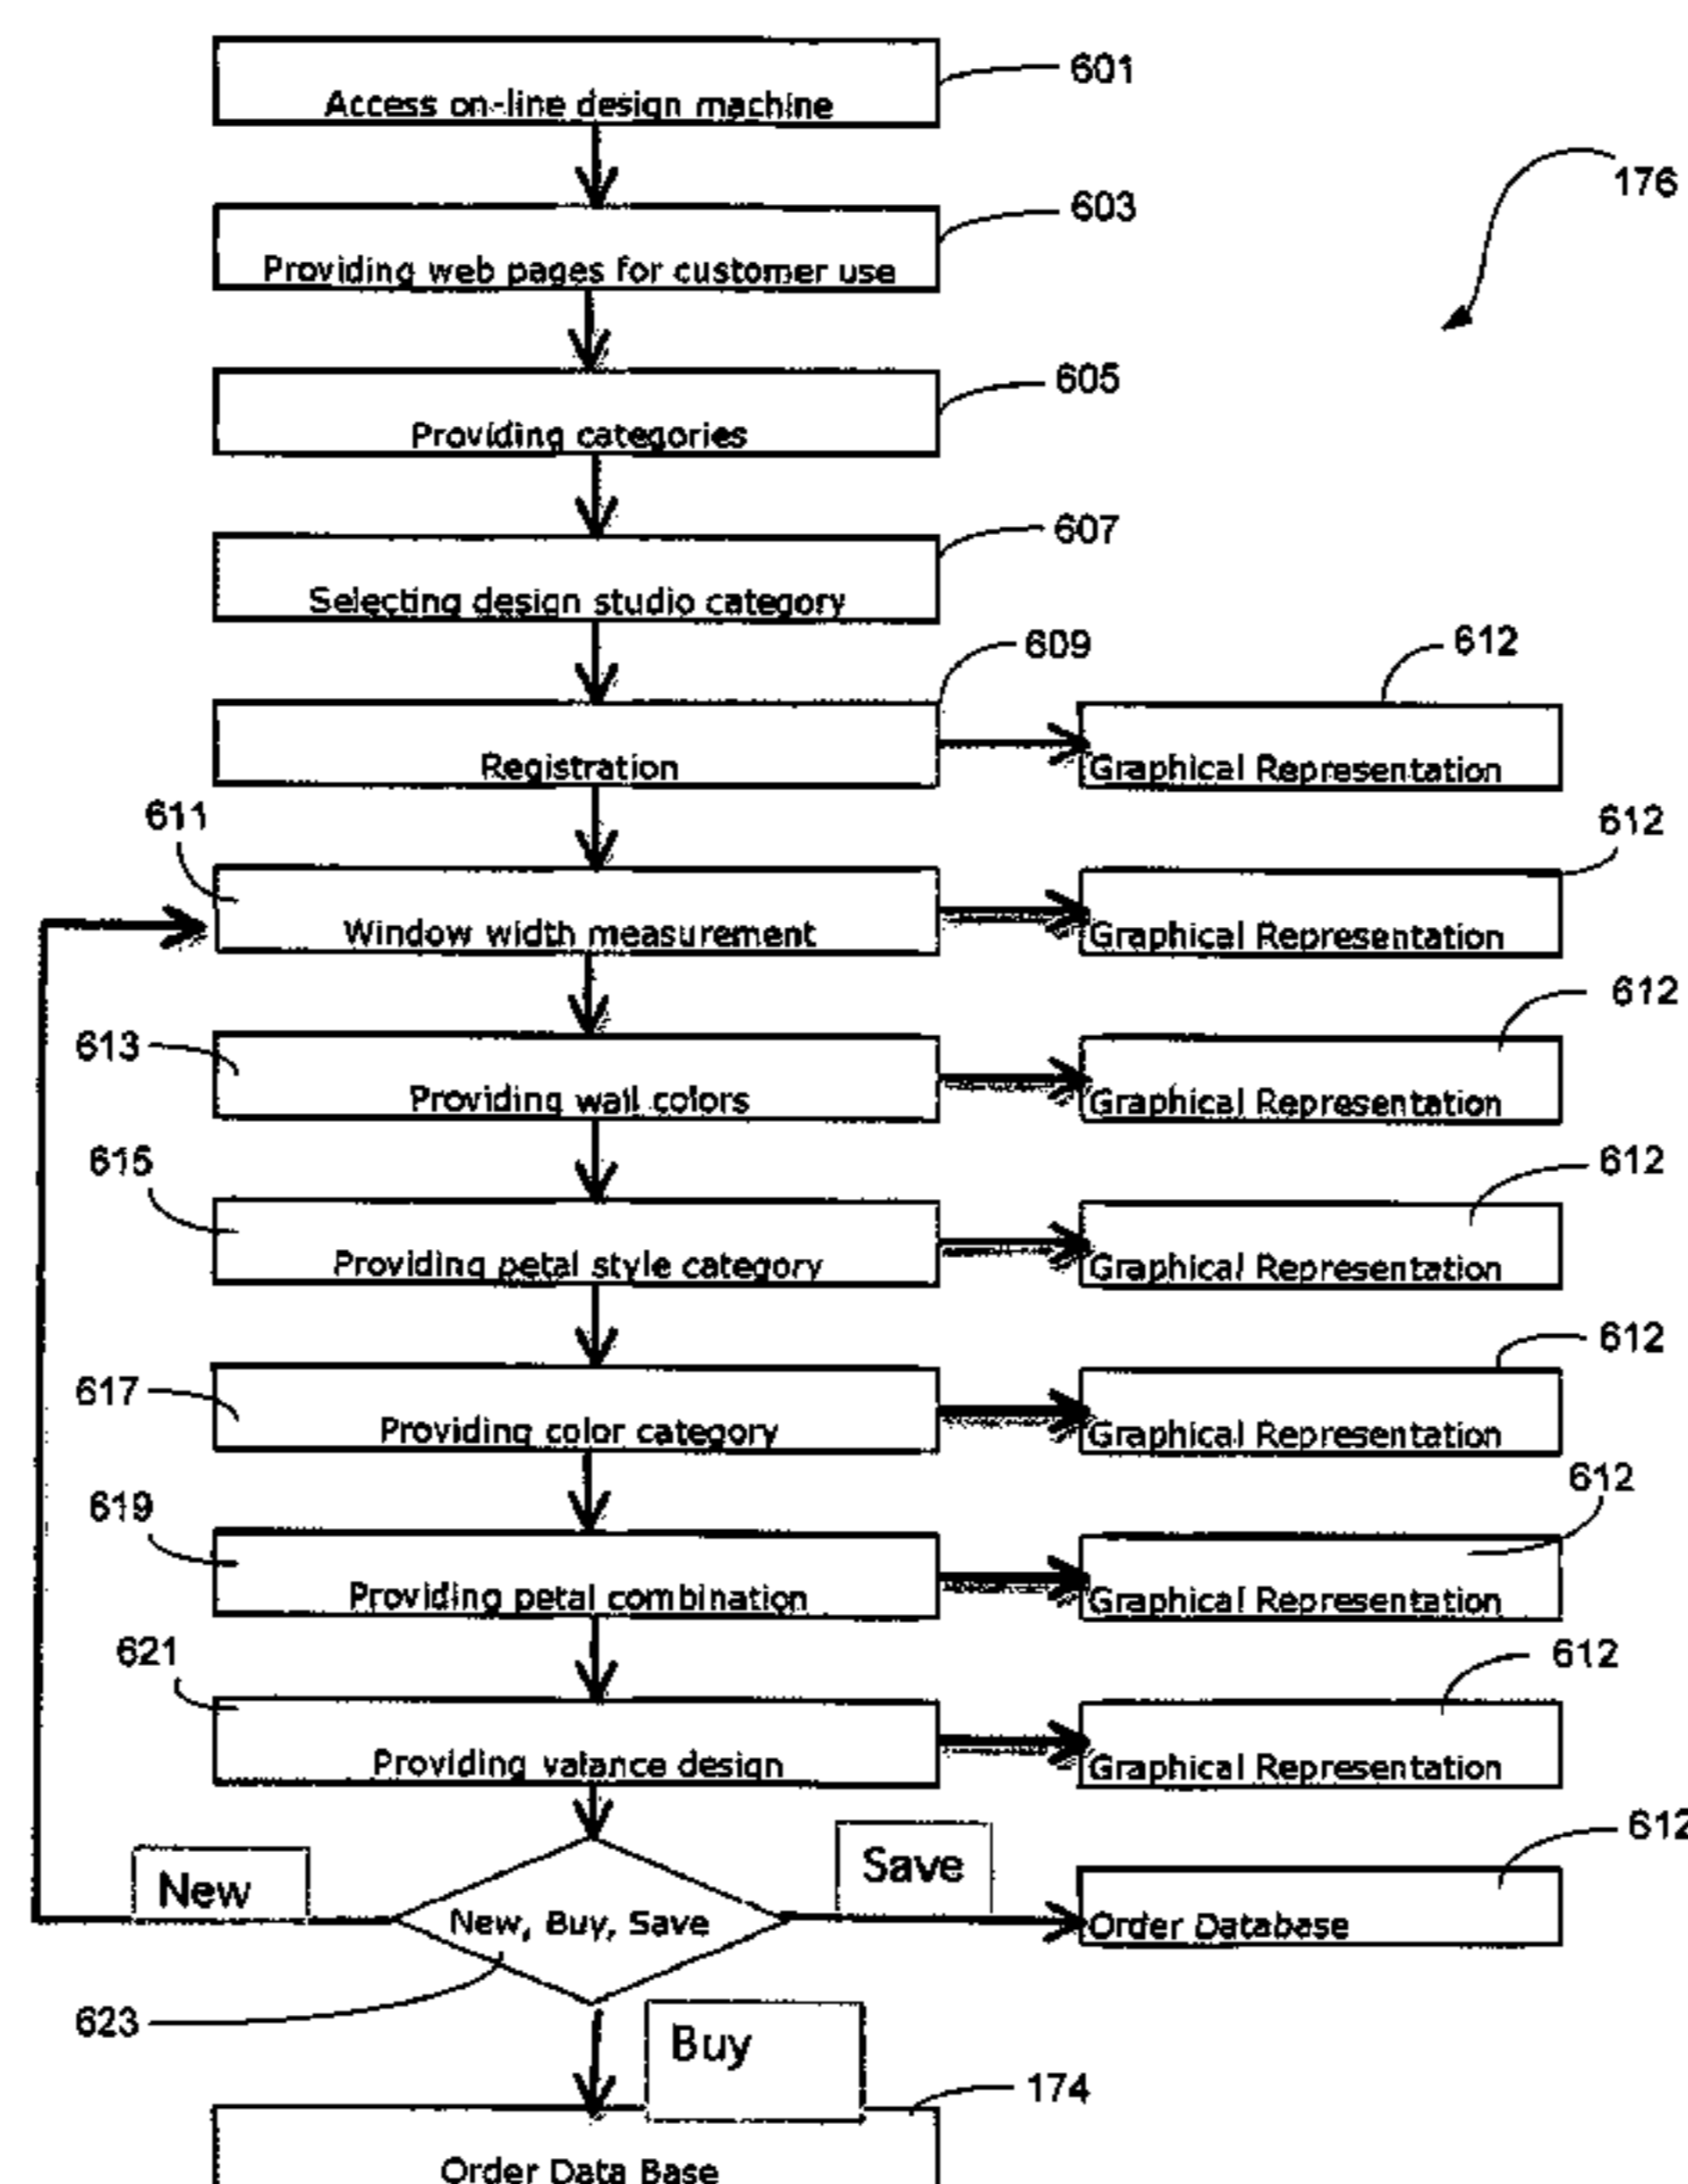 601
Access on-line design machine
176
603
Providing web pages for customer use
605
Providing categories
607
Selecting design studio category
609
612
Registration
Graphical Representation
611
612
Window width measurement
Graphical Representation
612
613
Providing wall colors
Graphical Representation
615
612
Providing petal style category
Graphical Representation
612
617
Providing color category
Graphical Representation
612
619
Providing petal combination
Graphical Representation
621
612
Providing valance design
Graphical Representation
612
Save
New
New, Buy, Save
Order Database
623
Buy
174
Order Data Base